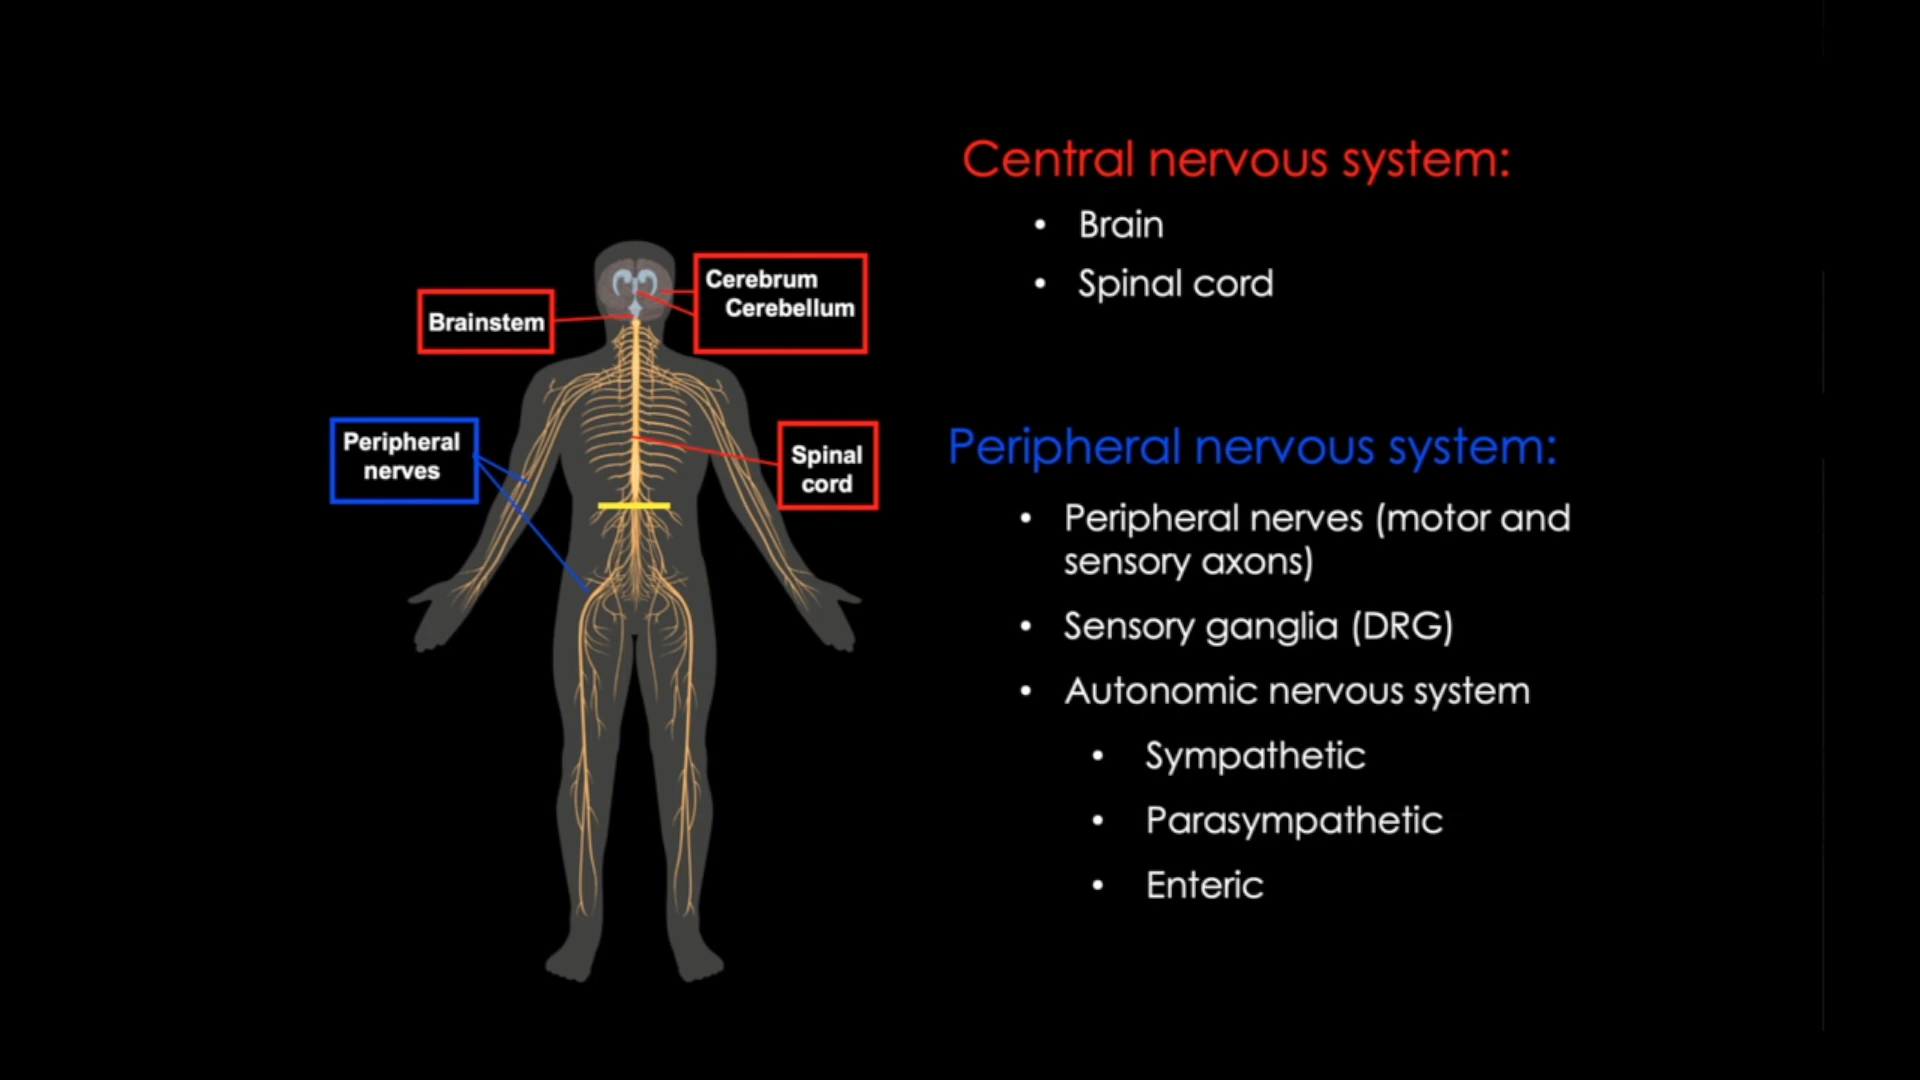 Central nervous system:
• Brain
• Spinal cord
Cerebrum
Cerebellum
Brainstem
Peripheral
nerves
Spinal
cord
Peripheral nervous system:
• Peripheral nerves (motor and
sensory axons)
• Sensory ganglia (DRG)
• Autonomic nervous system
• Sympathetic
• Parasympathetic
• Enteric